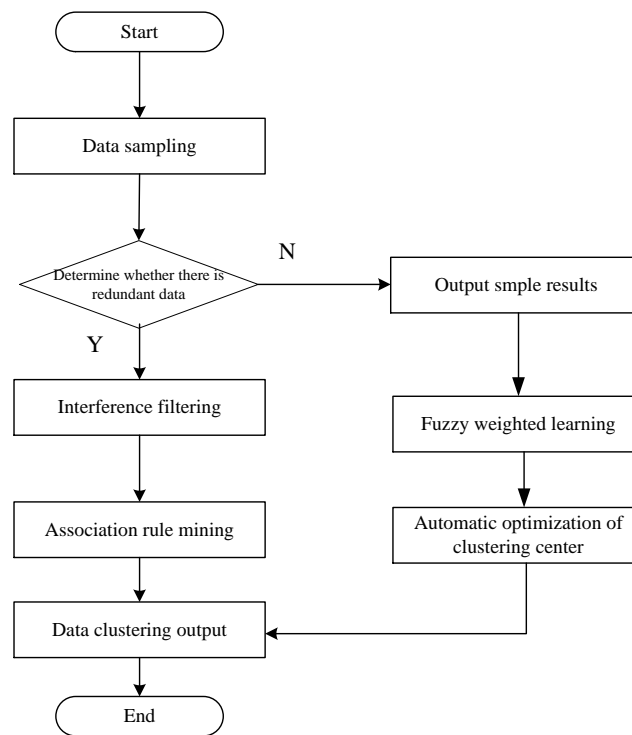 Start
Data sampling
Determine whether there is
redundant data
N
Output smple results
Y
Interference filtering
Fuzzy weighted learning
Association rule mining
Automatic optimization of
clustering center
Data clustering output
End